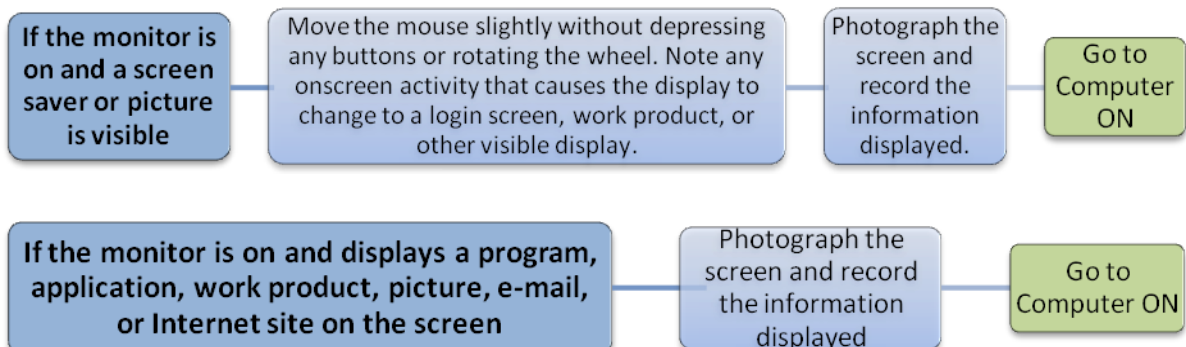 If the monitor is
on and a screen
saver or picture
is visible
Move the mouse slightly without depressing
any buttons or rotating the wheel. Note any
onscreen activity that causes the display to
change to a login screen, work product, or
other visible display.
Photograph the
screen and
record the
information
displayed.
Go to
Computer
ON
If the monitor is on and displays a program,
application, work product, picture, e-mail,
or Internet site on the screen
Photograph the
screen and record
the information
displayed
Go to
Computer ON